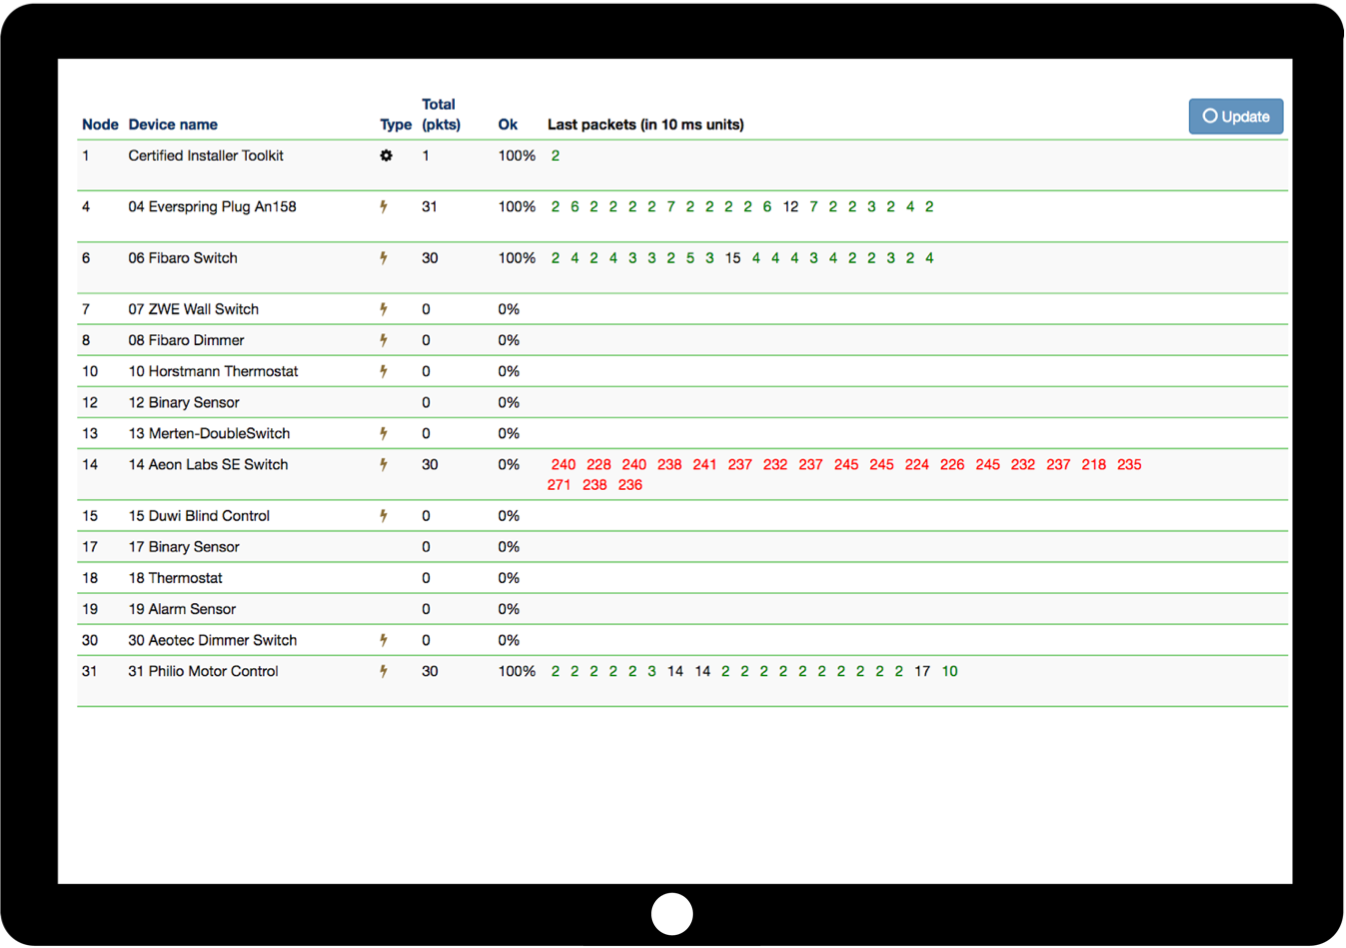 Total
Node Device name Type (pkts) Ok Last packets (in 10 ms units) Update
1 Certified Installer Toolkit 1 100% 2
4 04 Everspring Plug An158 31 100% 2 6 2 2 2 2 7 2 2 2 2 6 12 7 2 2 3 2 4 2
6 06 Fibaro Switch 30 100% 2 4 2 4 3 3 2 5 3 15 4 4 4 3 4 2 2 3 2 4
7 07 ZWE Wall Switch 0 0%
8 08 Fibaro Dimmer 0 0%
10 10 Horstmann Thermostat 0 0%
12 12 Binary Sensor 0 0%
13 13 Merten-DoubleSwitch 0 0%
14 14 Aeon Labs SE Switch 30 0% 240 228 240 238 241 237 232 237 245 245 224 226 245 232 237 218 235
271 238 236
15 15 Duwi Blind Control 0 0%
17 17 Binary Sensor 0 0%
18 18 Thermostat 0 0%
19 19 Alarm Sensor 0 0%
30 30 Aeotec Dimmer Switch 0 0%
31 31 Philio Motor Control 30 100% 2 2 2 2 2 3 14 14 2 2 2 2 2 2 2 2 2 2 17 10